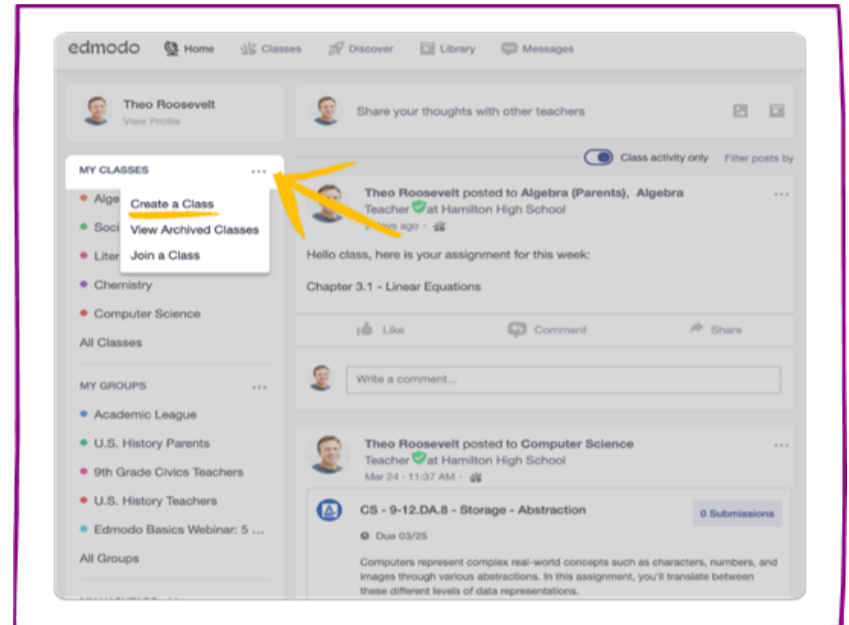 edmodo Home Classes Discover Library Messages
Theo Roosevelt
View Profile
Share your thoughts with other teachers
Class activity only Filter posts by
MY CLASSES ...
Create a Class
View Archived Classes
Join a Class
Alge
Soci
Liter
Chemistry
Computer Science
All Classes
MY GROUPS ...
Academic League
U.S. History Parents
9th Grade Civics Teachers
U.S. History Teachers
Edmodo Basics Webinar: 5 ...
All Groups
Theo Roosevelt posted to Algebra (Parents), Algebra ...
Teacher at Hamilton High School
days ago ·
Hello class, here is your assignment for this week:
Chapter 3.1 - Linear Equations
Like Comment Share
Write a comment...
Theo Roosevelt posted to Computer Science ...
Teacher at Hamilton High School
Mar 24 · 11:37 AM ·
CS - 9-12.DA.8 - Storage - Abstraction
0 Submissions
Due 03/25
Computers represent complex real-world concepts such as characters, numbers, and
images through various abstractions. In this assignment, you'll translate between
these different levels of data representations.